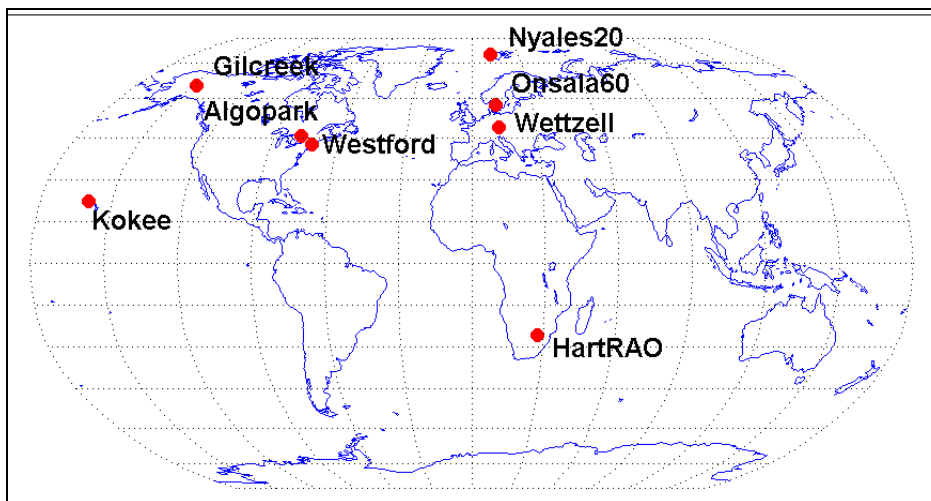 Nyales20
Gilcreek
Onsala60
Algopark
Wettzell
Westford
Kokee
HartRAO